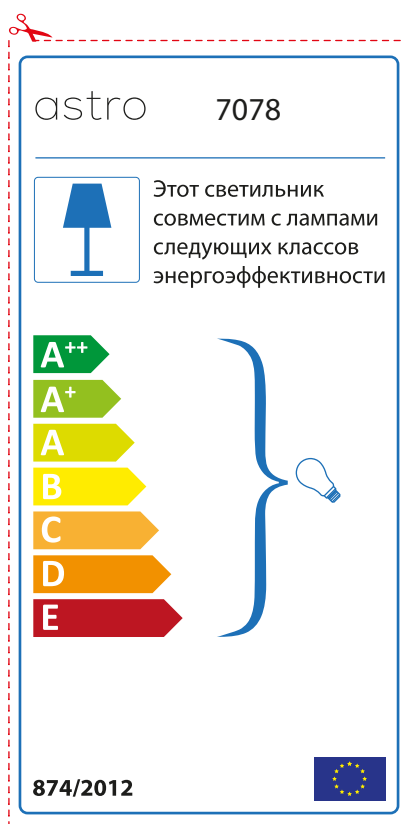 astro 7078
Этот светильник
совместим с лампами
следующих классов
энергоэффективности
A++
A+
A
B
C
D
E
874/2012